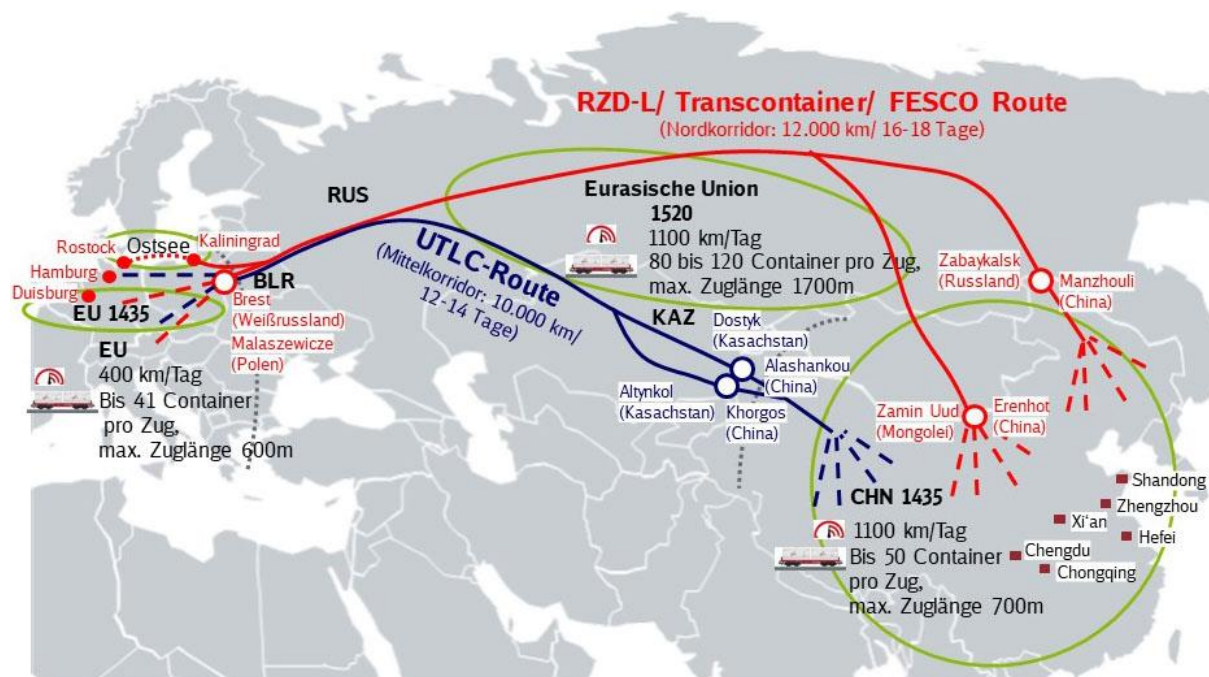 RZD-L/ Transcontainer/ FESCO Route
(Nordkorridor: 12.000 km/ 16-18 Tage)
RUS
Eurasische Union
1520
1100 km/Tag
80 bis 120 Container pro Zug,
max. Zuglänge 1700m
UTLC-Route
(Mittelkorridor: 10.000 km/
12-14 Tage)
Rostock
Ostsee
Kaliningrad
Hamburg
Duisburg
BLR
EU 1435
Brest
(Weißrussland)
Malaszewicze
(Polen)
EU
400 km/Tag
Bis 41 Container
pro Zug,
max. Zuglänge 600m
KAZ
Dostyk
(Kasachstan)
Alashankou
(China)
Altynkol
(Kasachstan)
Khorgos
(China)
Zabaykalsk
(Russland)
Manzhouli
(China)
Zamin Uud
(Mongolei)
Erenhot
(China)
CHN 1435
1100 km/Tag
Bis 50 Container
pro Zug,
max. Zuglänge 700m
Shandong
Zhengzhou
Xi‘an
Hefei
Chengdu
Chongqing